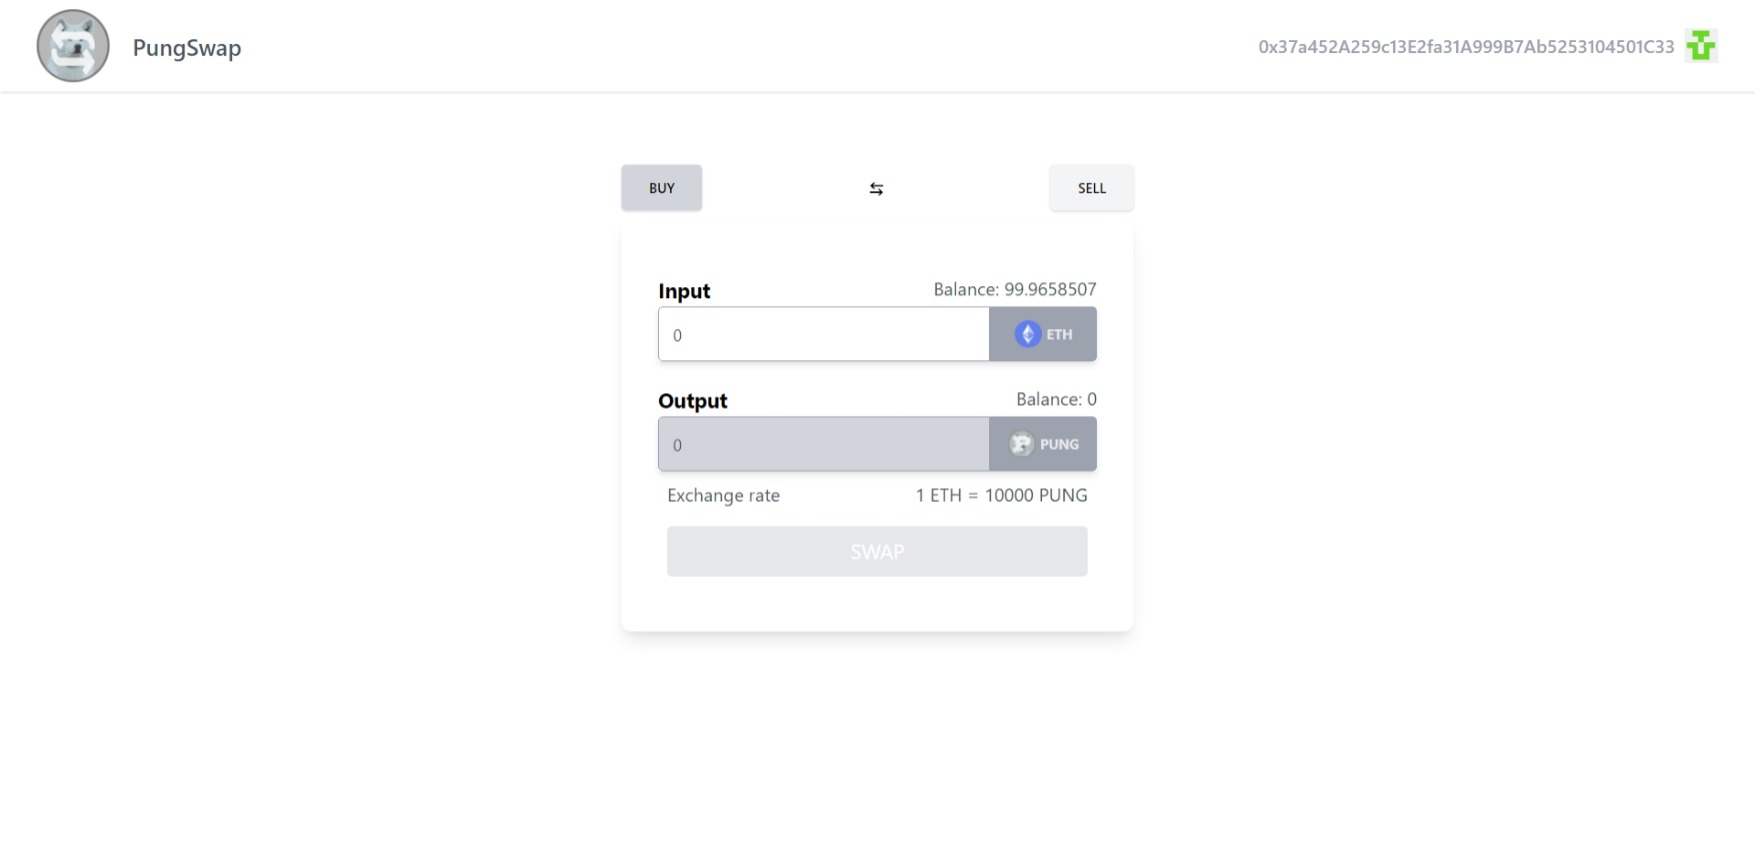 PungSwap
0x37a452A259c13E2fa31A999B7Ab5253104501C33
BUY
SELL
Input
Balance: 99.9658507
0
ETH
Output
Balance: 0
0
PUNG
Exchange rate
1 ETH = 10000 PUNG
SWAP